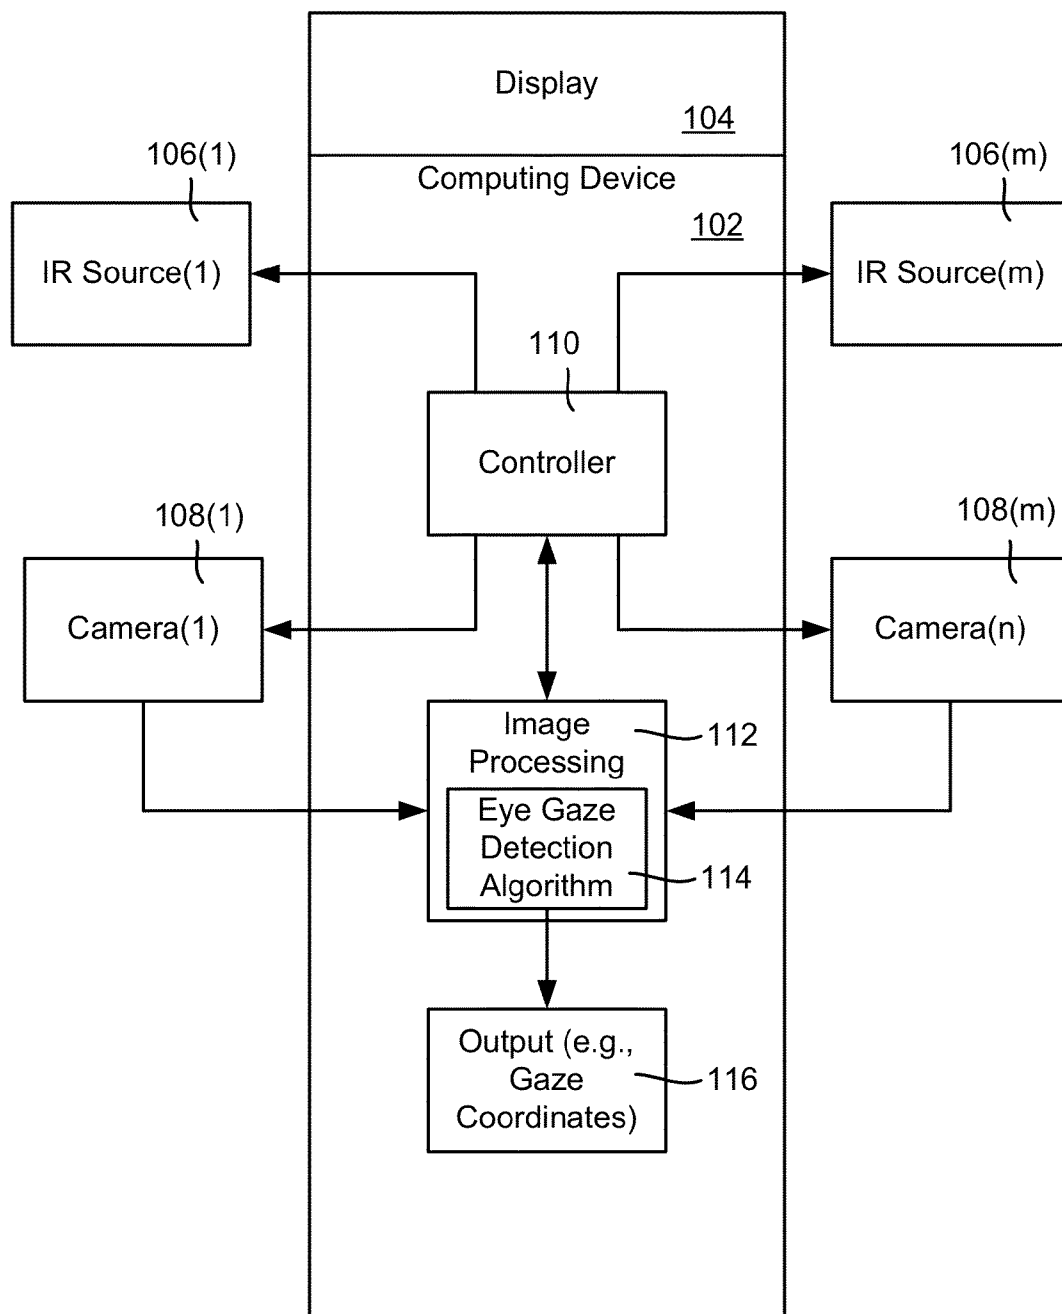 Display
104
106(1)
106(m)
Computing Device
102
IR Source(1)
IR Source(m)
110
Controller
108(1)
108(m)
Camera(1)
Camera(n)
Image
Processing
112
Eye Gaze
Detection
Algorithm
114
Output (e.g.,
Gaze
Coordinates)
116